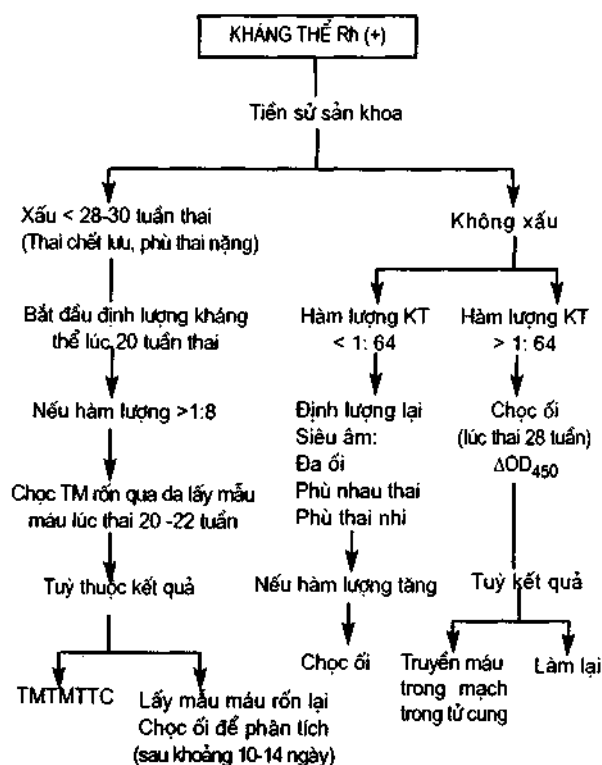 KHÁNG THỂ Rh (+)
Tiền sử sản khoa
Xấu < 28-30 tuần thai
(Thai chết lưu, phù thai nặng)
Bắt đầu định lượng kháng
thể lúc 20 tuần thai
Nếu hàm lượng >1:8
Chọc TM rốn qua da lấy mẫu
máu lúc thai 20 -22 tuần
Tuỳ thuộc kết quả
TMTMTTC
Lấy mẫu máu rốn lại
Chọc ối để phân tích
(sau khoảng 10-14 ngày)
Không xấu
Hàm lượng KT
< 1: 64
Định lượng lại
Siêu âm:
Đa ối
Phù nhau thai
Phù thai nhi
Nếu hàm lượng tăng
Chọc ối
Hàm lượng KT
> 1: 64
Chọc ối
(lúc thai 28 tuần)
ΔOD450
Tuỳ kết quả
Truyền máu
trong mạch
trong tử cung
Làm lại